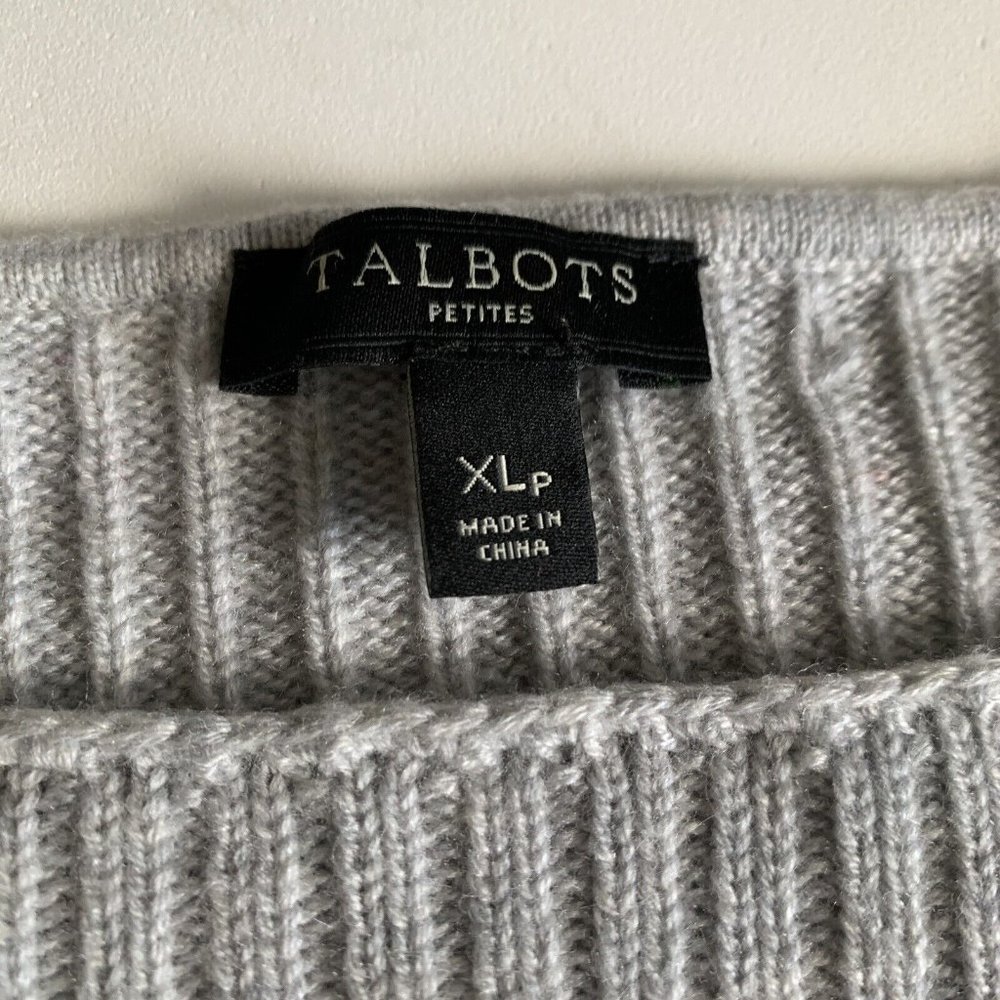 TALBOTS
PETITES
XLP
MADE IN
CHINA